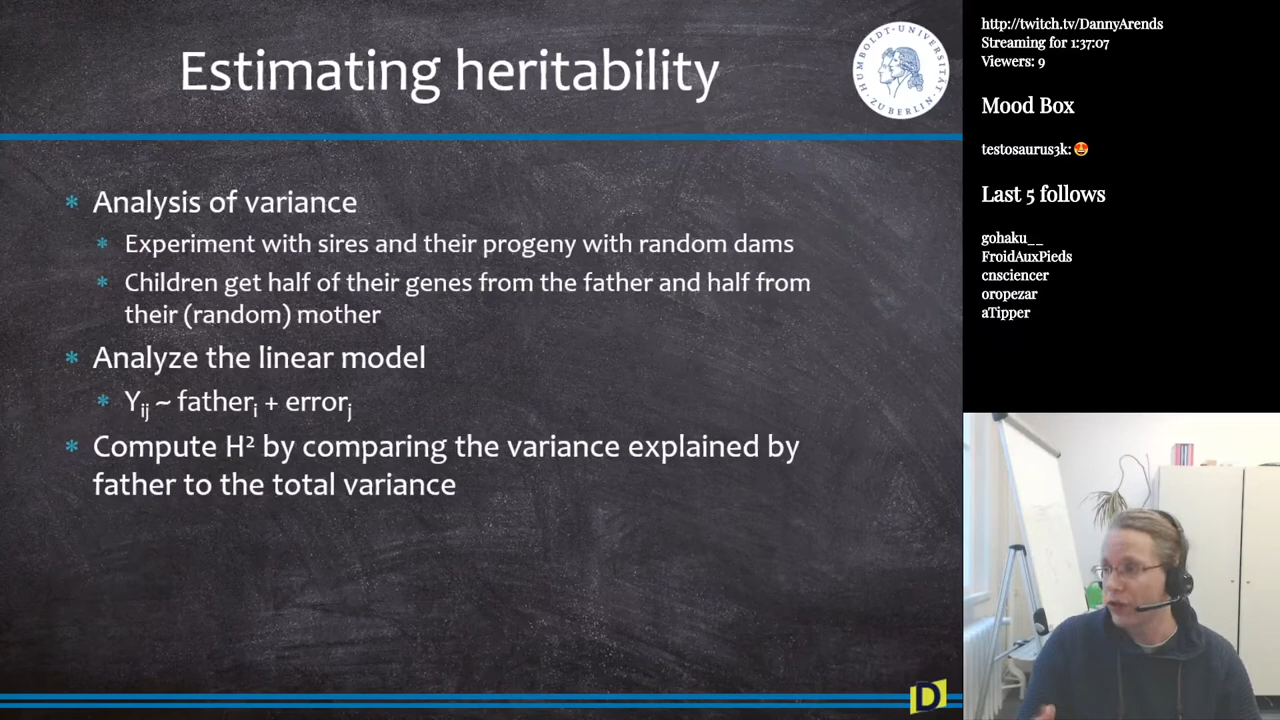 Estimating heritability
HUMBOLDT-UNIVERSITÄT
ZU BERLIN
* Analysis of variance
* Experiment with sires and their progeny with random dams
* Children get half of their genes from the father and half from
their (random) mother
* Analyze the linear model
* Yij ~ fatheri + errorj
* Compute H² by comparing the variance explained by
father to the total variance
D
http://twitch.tv/DannyArends
Streaming for 1:37:07
Viewers: 9
Mood Box
testosaurus3k: 🤩
Last 5 follows
gohaku__
FroidAuxPieds
cnsciencer
oropezar
aTipper